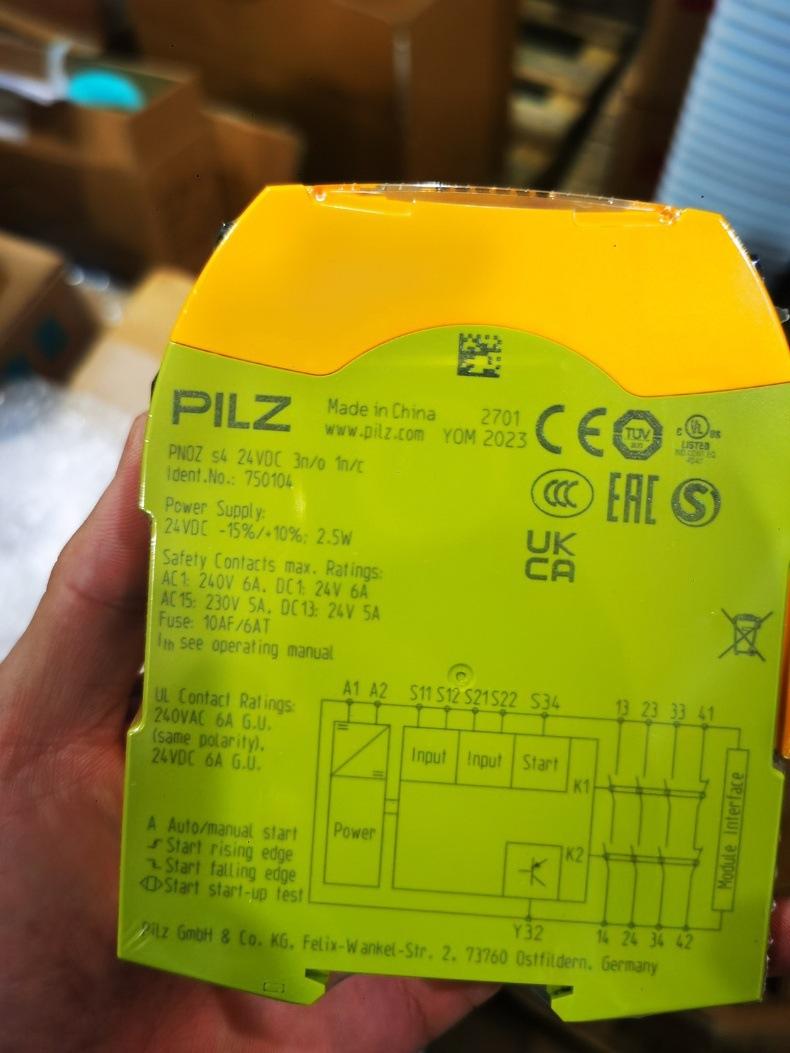 PILZ
Made in China 2701
www.pilz.com YOM 2023
CE
TÜV
UL
LISTED
PNOZ s4 24VDC 3n/o 1n/c
Ident.No.: 750104
CCC
EAC
S
Power Supply:
24VDC -15%/+10%; 2.5W
UK
CA
Safety Contacts max. Ratings:
AC1: 240V 6A, DC1: 24V 6A
AC15: 230V 5A, DC13: 24V 5A
Fuse: 10AF/6AT
Ith see operating manual
UL Contact Ratings:
240VAC 6A G.U.
(same polarity),
24VDC 6A G.U.
A1 A2 S11 S12 S21 S22 S34 13 23 33 41
Input Input Start
K1
Power
K2
Module Interface
Y32
14 24 34 42
A Auto/manual start
Start rising edge
Start falling edge
Start start-up test
Pilz GmbH & Co. KG, Felix-Wankel-Str. 2, 73760 Ostfildern, Germany